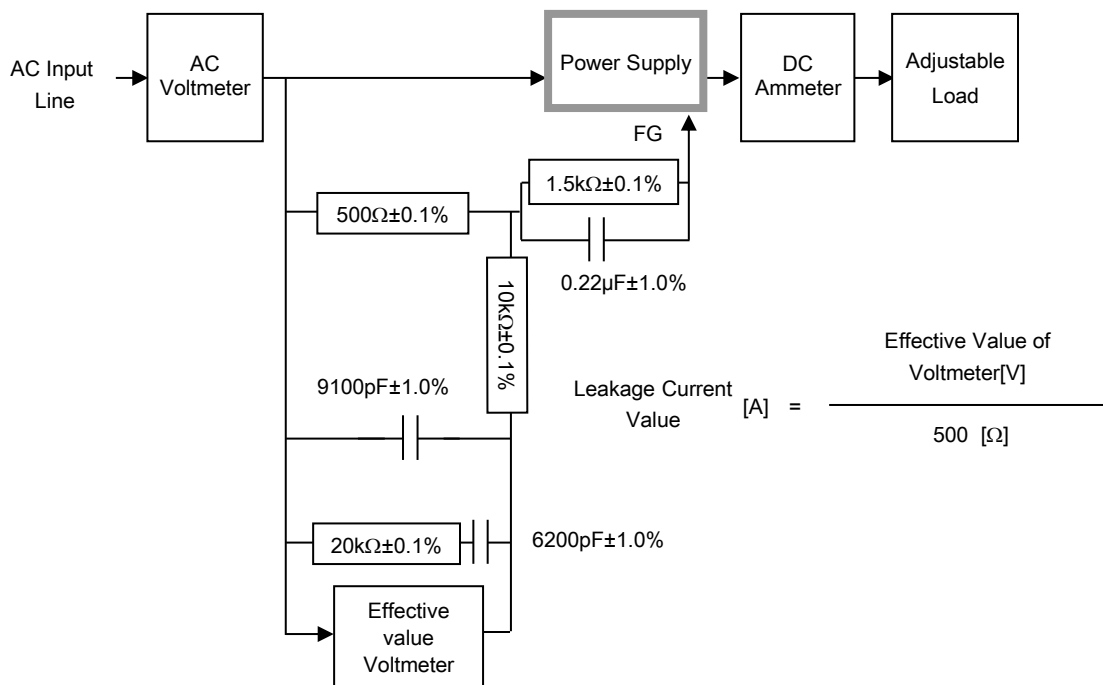 AC Input
Line
AC
Voltmeter
Power Supply
DC
Ammeter
Adjustable
Load
FG
1.5kΩ±0.1%
500Ω±0.1%
0.22µF±1.0%
10kΩ±0.1%
9100pF±1.0%
Leakage Current
Value
[A] =
Effective Value of
Voltmeter[V]
500 [Ω]
20kΩ±0.1%
6200pF±1.0%
Effective
value
Voltmeter